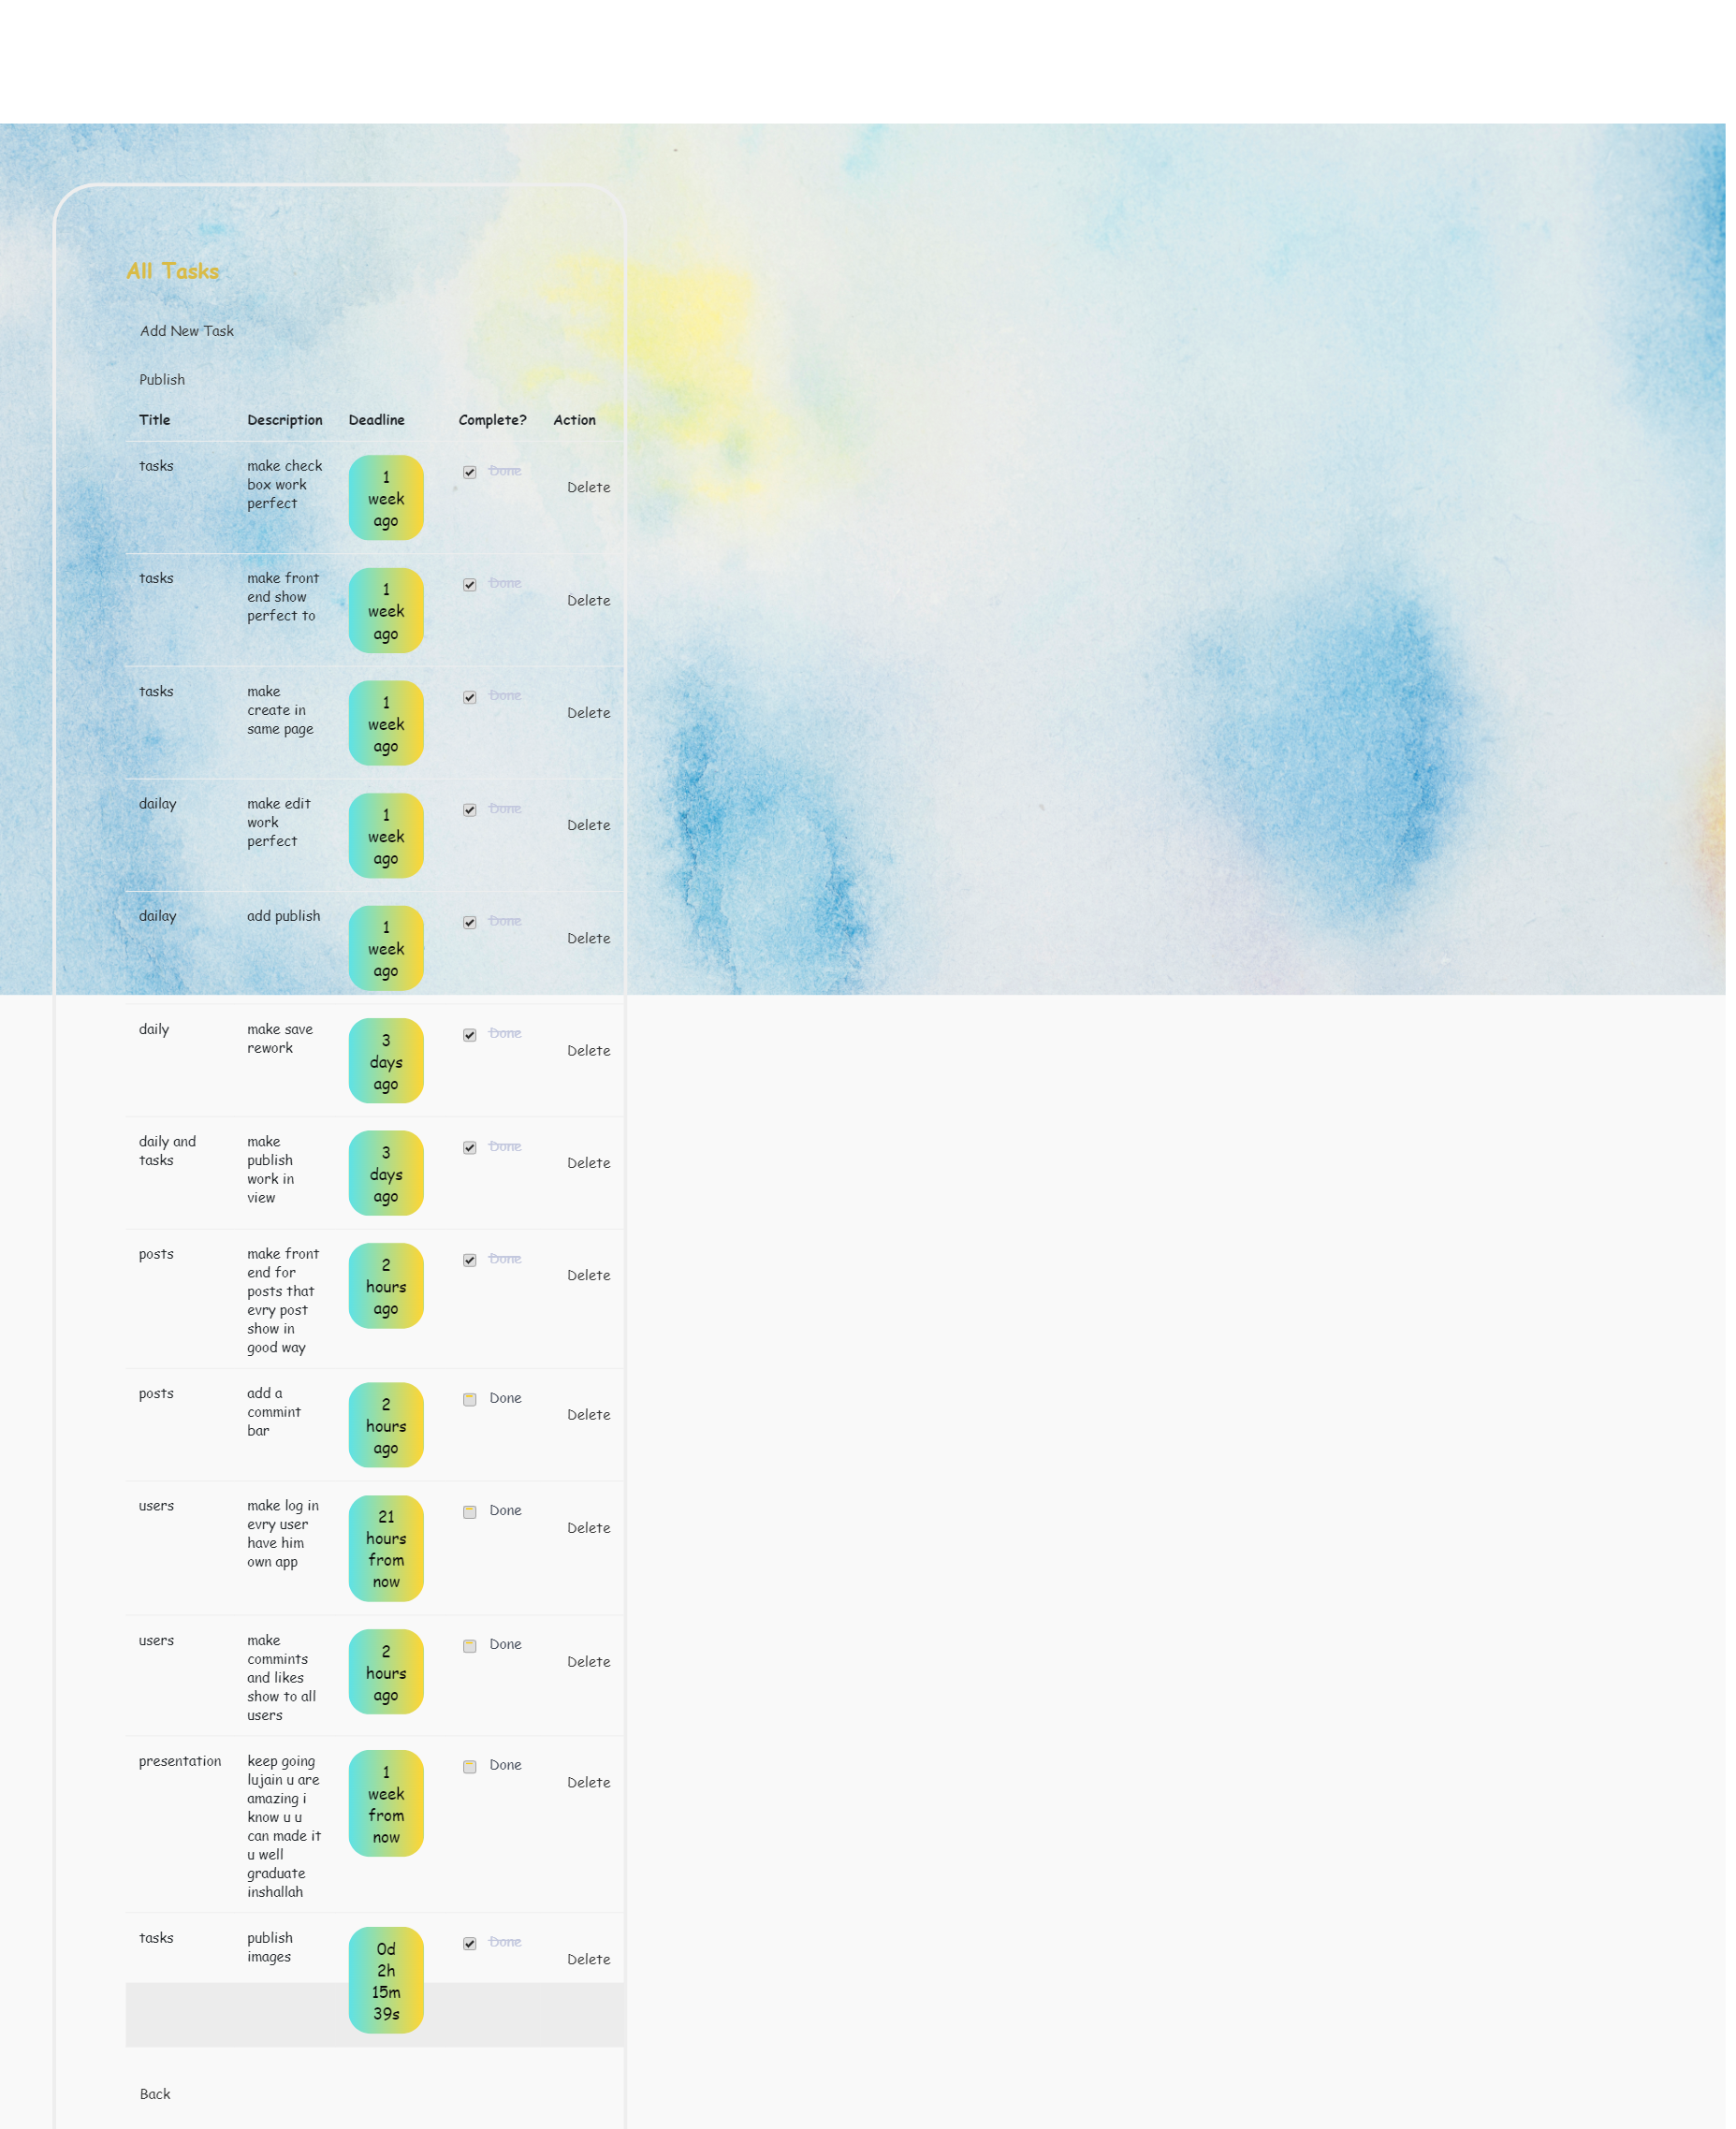 All Tasks
Add New Task
Publish
Title Description Deadline Complete? Action
tasks make check 1 Done Delete
box work week
perfect ago
tasks make front 1 Done Delete
end show week
perfect to ago
tasks make 1 Done Delete
create in week
same page ago
dailay make edit 1 Done Delete
work week
perfect ago
dailay add publish 1 Done Delete
week
ago
daily make save 3 Done Delete
rework days
ago
daily and make 3 Done Delete
tasks publish days
work in ago
view
posts make front 2 Done Delete
end for hours
posts that ago
evry post
show in
good way
posts add a 2 Done Delete
commint hours
bar ago
users make log in 21 Done Delete
evry user hours
have him from
own app now
users make 2 Done Delete
commints hours
and likes ago
show to all
users
presentation keep going 1 Done Delete
lujain u are week
amazing i from
know u u now
can made it
u well
graduate
inshallah
tasks publish 0d Done Delete
images 2h
15m
39s
Back